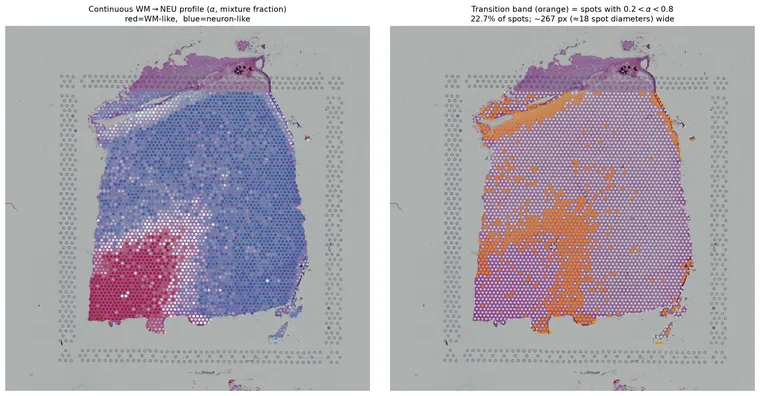 Continuous WM→NEU profile (α, mixture fraction)
red=WM-like, blue=neuron-like
Transition band (orange) = spots with 0.2 < α < 0.8
22.7% of spots; ~267 px (≈18 spot diameters) wide